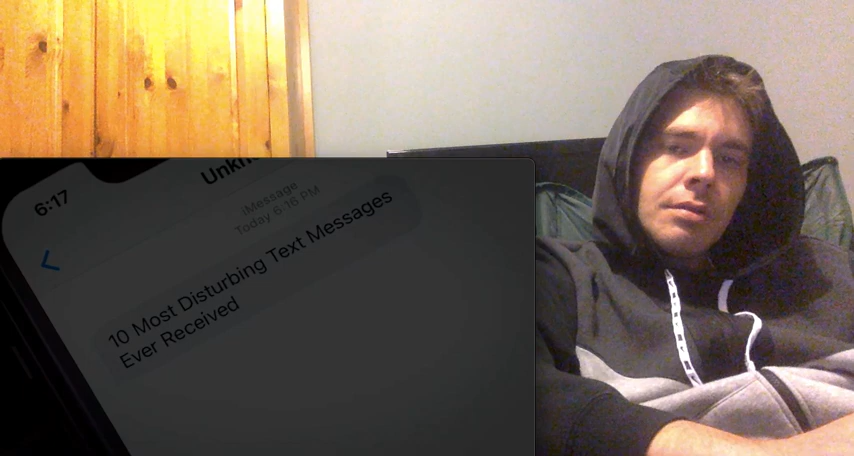 6:17
iMessage
Today 6:16 PM
10 Most Disturbing Text Messages
Ever Received